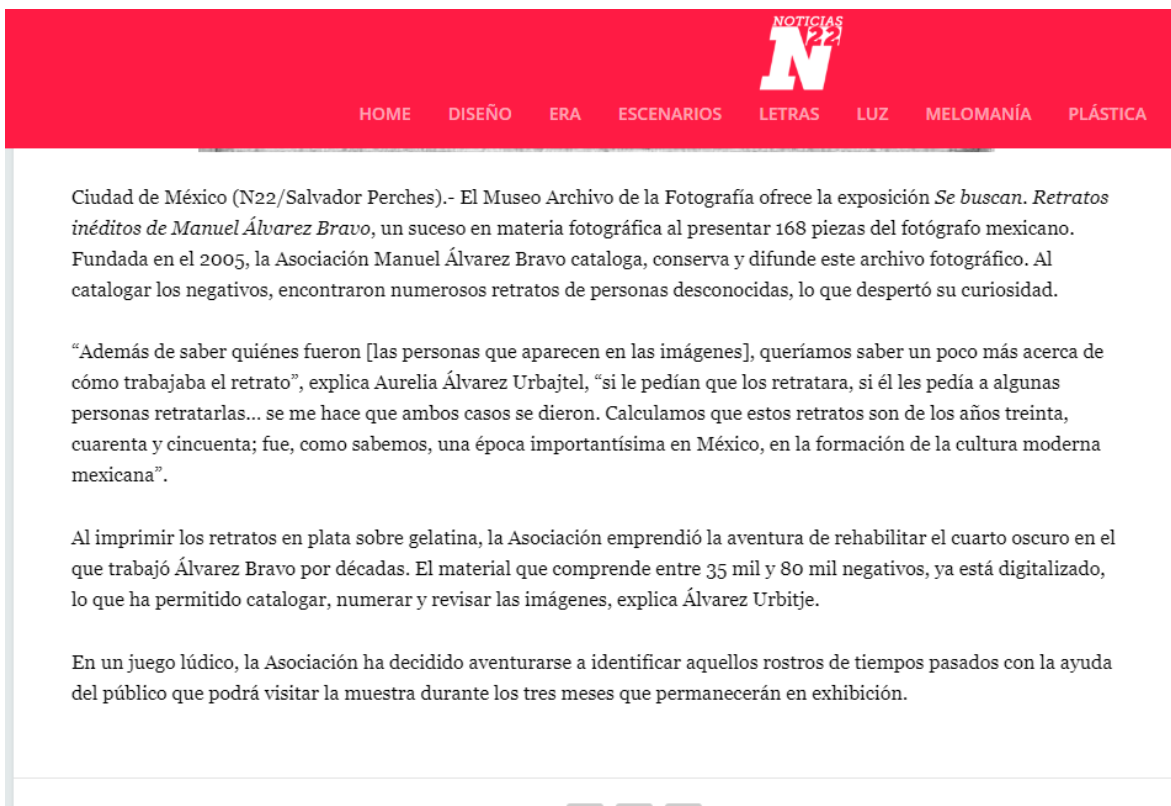 NOTICIAS
22
N
HOME DISEÑO ERA ESCENARIOS LETRAS LUZ MELOMANÍA PLÁSTICA
Ciudad de México (N22/Salvador Perches).- El Museo Archivo de la Fotografía ofrece la exposición Se buscan. Retratos
inéditos de Manuel Álvarez Bravo, un suceso en materia fotográfica al presentar 168 piezas del fotógrafo mexicano.
Fundada en el 2005, la Asociación Manuel Álvarez Bravo cataloga, conserva y difunde este archivo fotográfico. Al
catalogar los negativos, encontraron numerosos retratos de personas desconocidas, lo que despertó su curiosidad.
“Además de saber quiénes fueron [las personas que aparecen en las imágenes], queríamos saber un poco más acerca de
cómo trabajaba el retrato”, explica Aurelia Álvarez Urbajtel, “si le pedían que los retratara, si él les pedía a algunas
personas retratarlas... se me hace que ambos casos se dieron. Calculamos que estos retratos son de los años treinta,
cuarenta y cincuenta; fue, como sabemos, una época importantísima en México, en la formación de la cultura moderna
mexicana”.
Al imprimir los retratos en plata sobre gelatina, la Asociación emprendió la aventura de rehabilitar el cuarto oscuro en el
que trabajó Álvarez Bravo por décadas. El material que comprende entre 35 mil y 80 mil negativos, ya está digitalizado,
lo que ha permitido catalogar, numerar y revisar las imágenes, explica Álvarez Urbitje.
En un juego lúdico, la Asociación ha decidido aventurarse a identificar aquellos rostros de tiempos pasados con la ayuda
del público que podrá visitar la muestra durante los tres meses que permanecerán en exhibición.